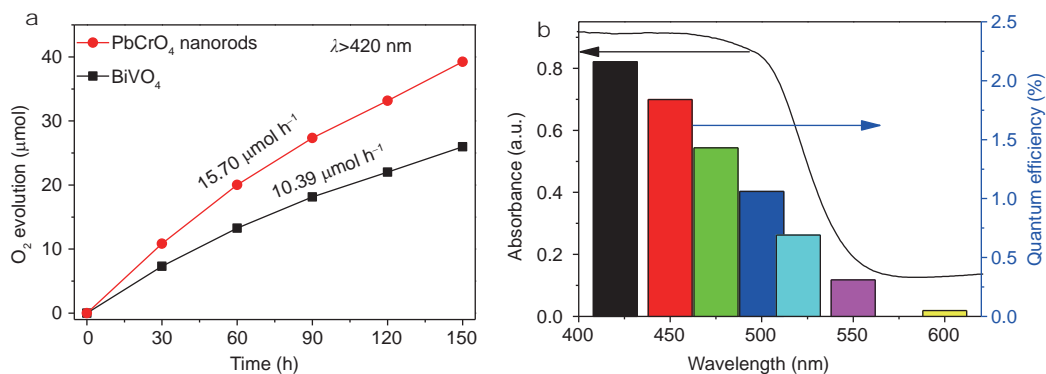 a
PbCrO₄ nanorods
BiVO₄
λ>420 nm
15.70 μmol h⁻¹
10.39 μmol h⁻¹
O₂ evolution (μmol)
40
30
20
10
0
0 30 60 90 120 150
Time (h)
b
Absorbance (a.u.)
0.8
0.6
0.4
0.2
0.0
400 450 500 550 600
Wavelength (nm)
2.5
2.0
1.5
1.0
0.5
0.0
Quantum efficiency (%)